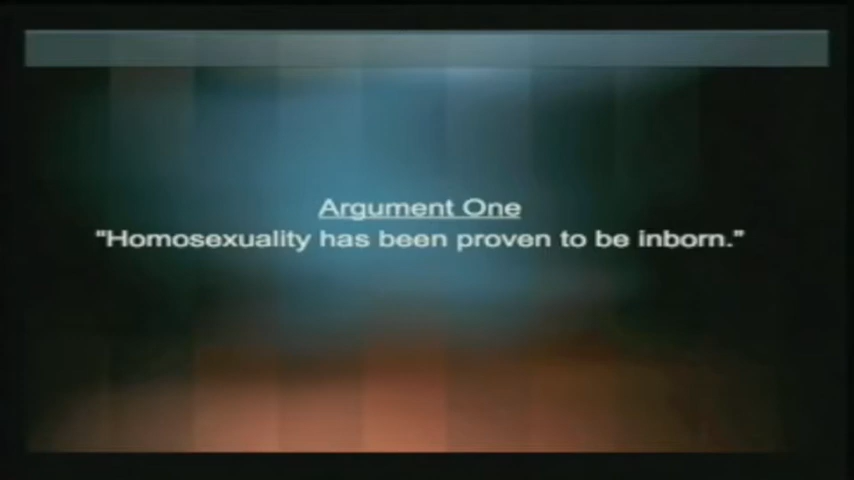 Argument One
"Homosexuality has been proven to be inborn."